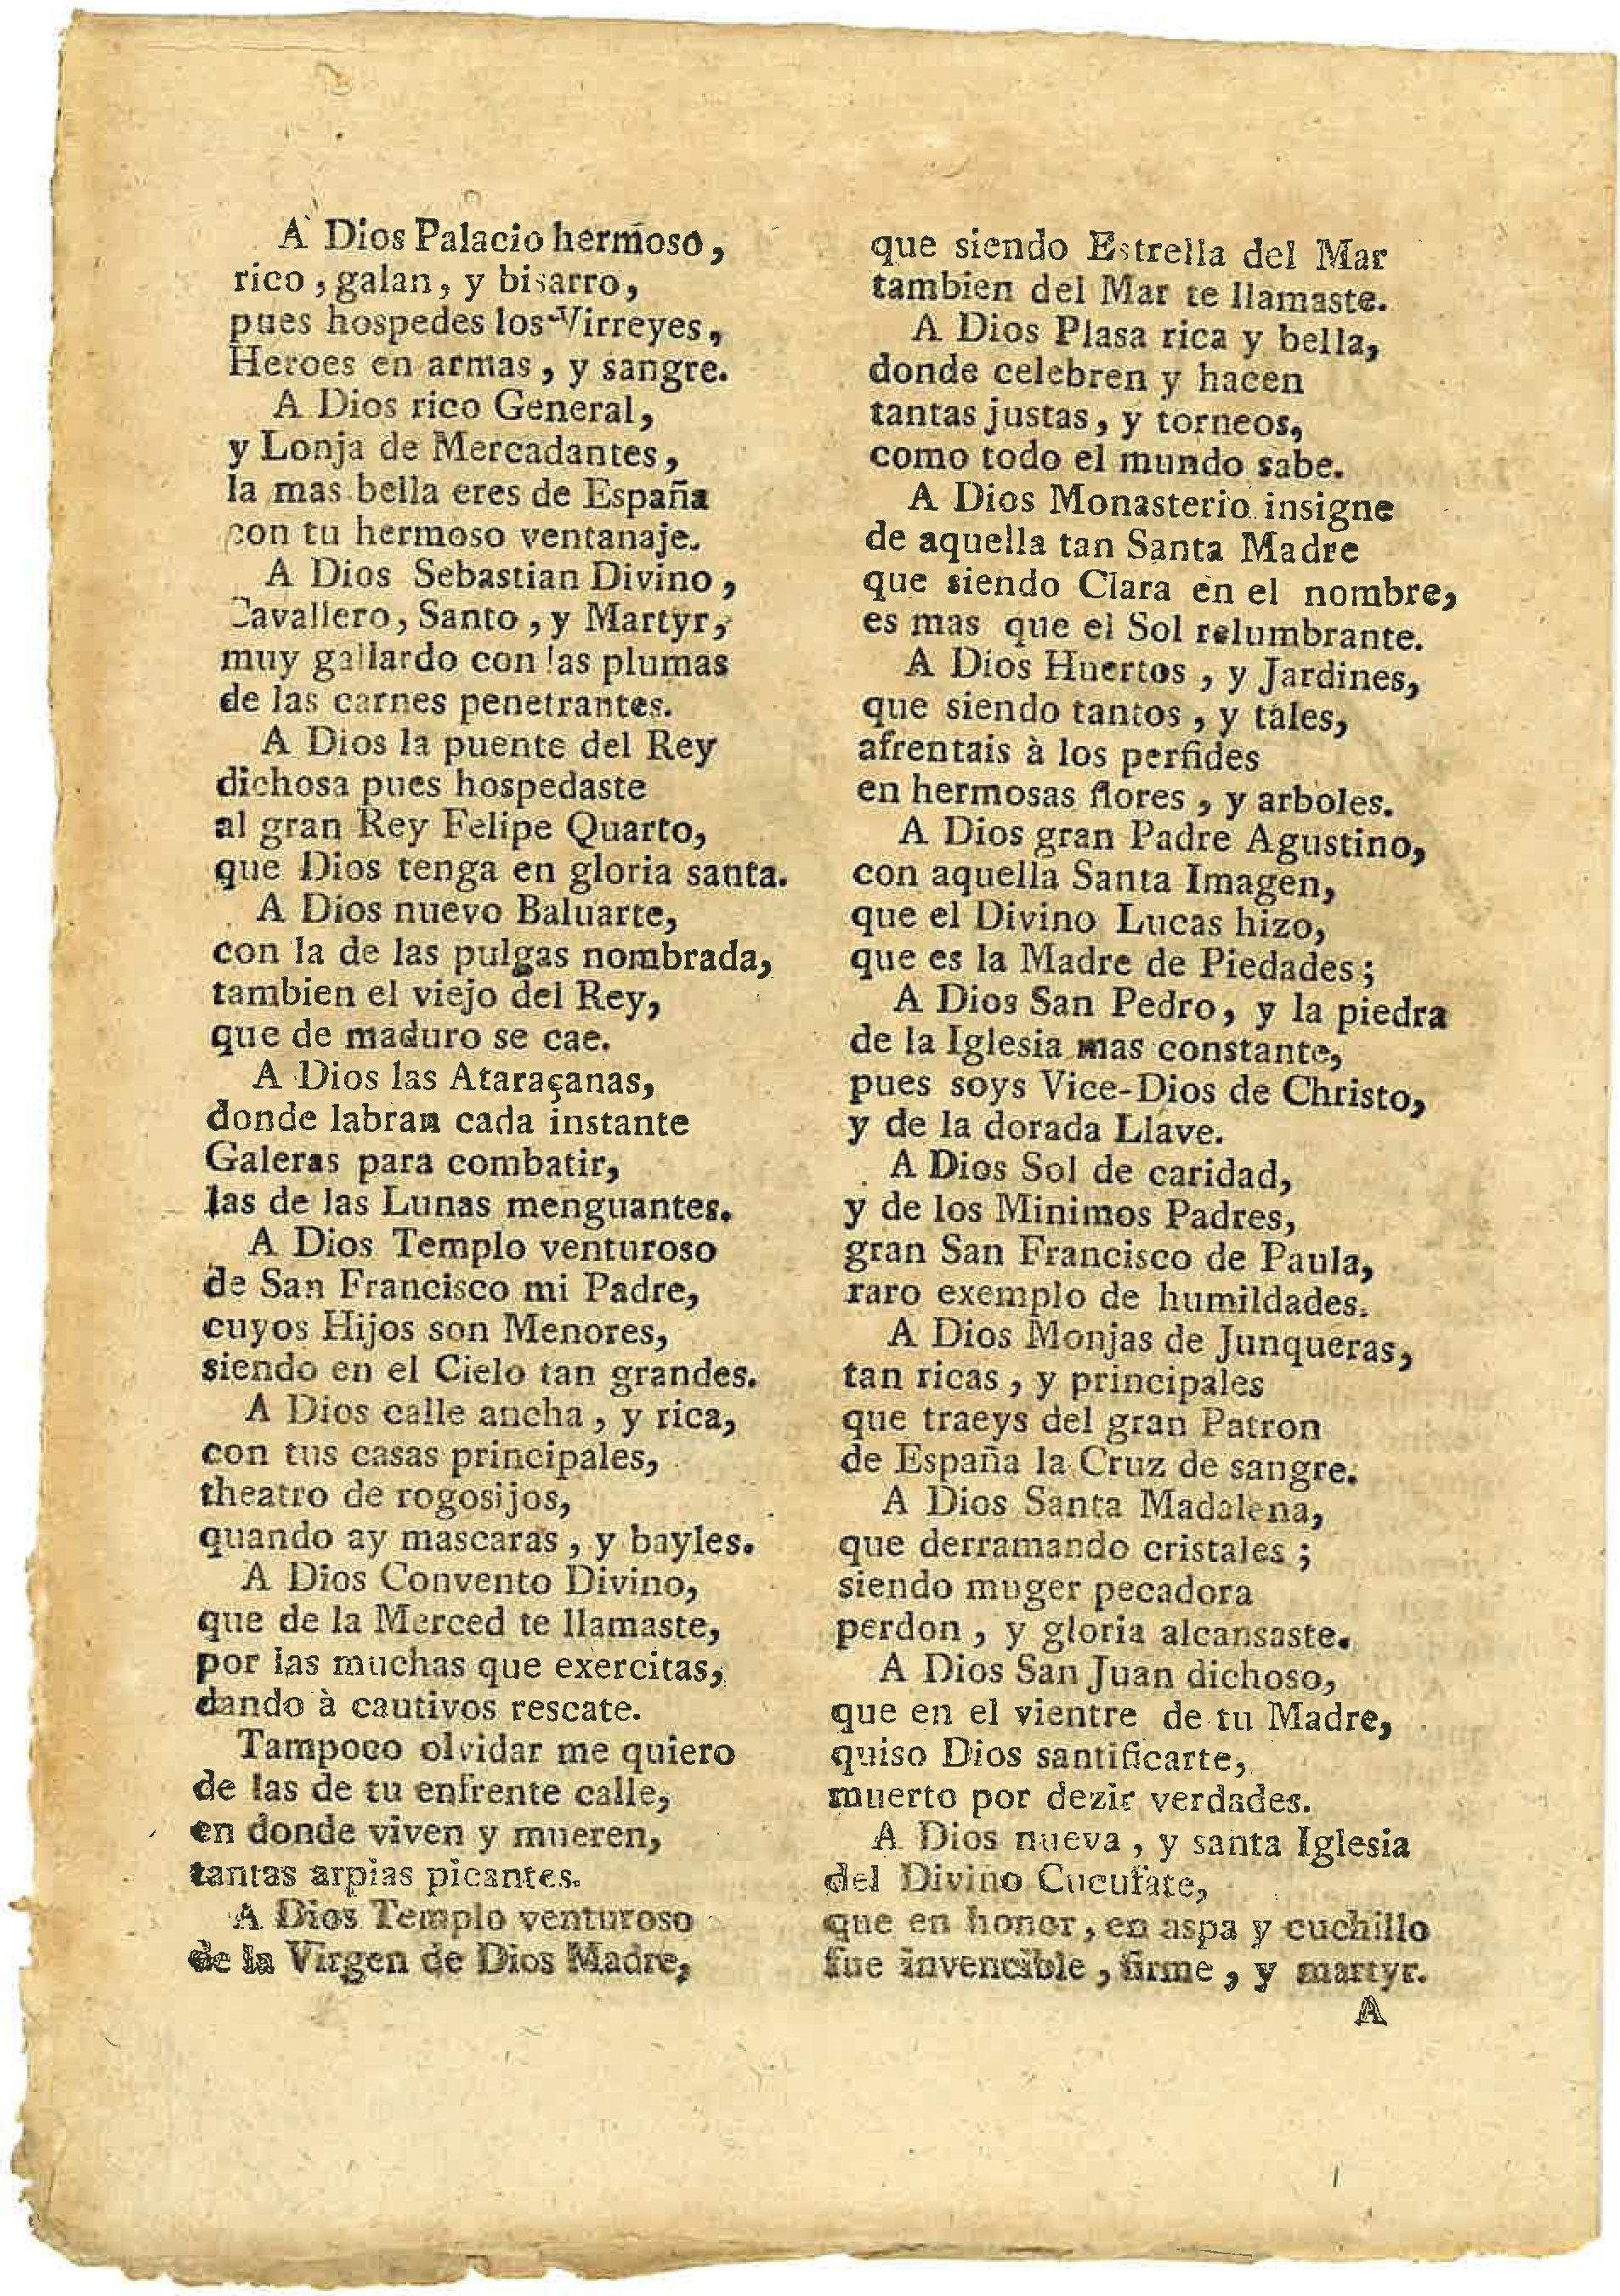 A Dios Palacio hermoso,
rico, galan, y bisarro,
pues hospedes los Virreyes,
Heroes en armas, y sangre.
A Dios rico General,
y Lonja de Mercadantes,
la mas bella eres de España
con tu hermoso ventanaje.
A Dios Sebastian Divino,
Cavallero, Santo, y Martyr,
muy gallardo con las plumas
de las carnes penetrantes.
A Dios la puente del Rey
dichosa pues hospedaste
al gran Rey Felipe Quarto,
que Dios tenga en gloria santa.
A Dios nuevo Baluarte,
con la de las pulgas nombrada,
tambien el viejo del Rey,
que de maduro se cae.
A Dios las Ataraçanas,
donde labran cada instante
Galeras para combatir,
las de las Lunas menguantes.
A Dios Templo venturoso
de San Francisco mi Padre,
cuyos Hijos son Menores,
siendo en el Cielo tan grandes.
A Dios calle ancha, y rica,
con tus casas principales,
theatro de rogosijos,
quando ay mascaras, y bayles.
A Dios Convento Divino,
que de la Merced te llamaste,
por las muchas que exercitas,
dando à cautivos rescate.
Tampoco olvidar me quiero
de las de tu enfrente calle,
en donde viven y mueren,
tantas arpias picantes.
A Dios Templo venturoso
de la Virgen de Dios Madre,
que siendo Estrella del Mar
tambien del Mar te llamaste.
A Dios Plasa rica y bella,
donde celebren y hacen
tantas justas, y torneos,
como todo el mundo sabe.
A Dios Monasterio insigne
de aquella tan Santa Madre
que siendo Clara en el nombre,
es mas que el Sol relumbrante.
A Dios Huertos, y Jardines,
que siendo tantos, y tales,
afrentais à los perfides
en hermosas flores, y arboles.
A Dios gran Padre Agustino,
con aquella Santa Imagen,
que el Divino Lucas hizo,
que es la Madre de Piedades;
A Dios San Pedro, y la piedra
de la Iglesia mas constante,
pues soys Vice-Dios de Christo,
y de la dorada Llave.
A Dios Sol de caridad,
y de los Minimos Padres,
gran San Francisco de Paula,
raro exemplo de humildades.
A Dios Monjas de Junqueras,
tan ricas, y principales
que traeys del gran Patron
de España la Cruz de sangre.
A Dios Santa Madalena,
que derramando cristales;
siendo muger pecadora
perdon, y gloria alcansaste.
A Dios San Juan dichoso,
que en el vientre de tu Madre,
quiso Dios santificarte,
muerto por dezir verdades.
A Dios nueva, y santa Iglesia
del Divino Cucufate,
que en honor, en aspa y cuchillo
fue invencible, firme, y martyr.
A